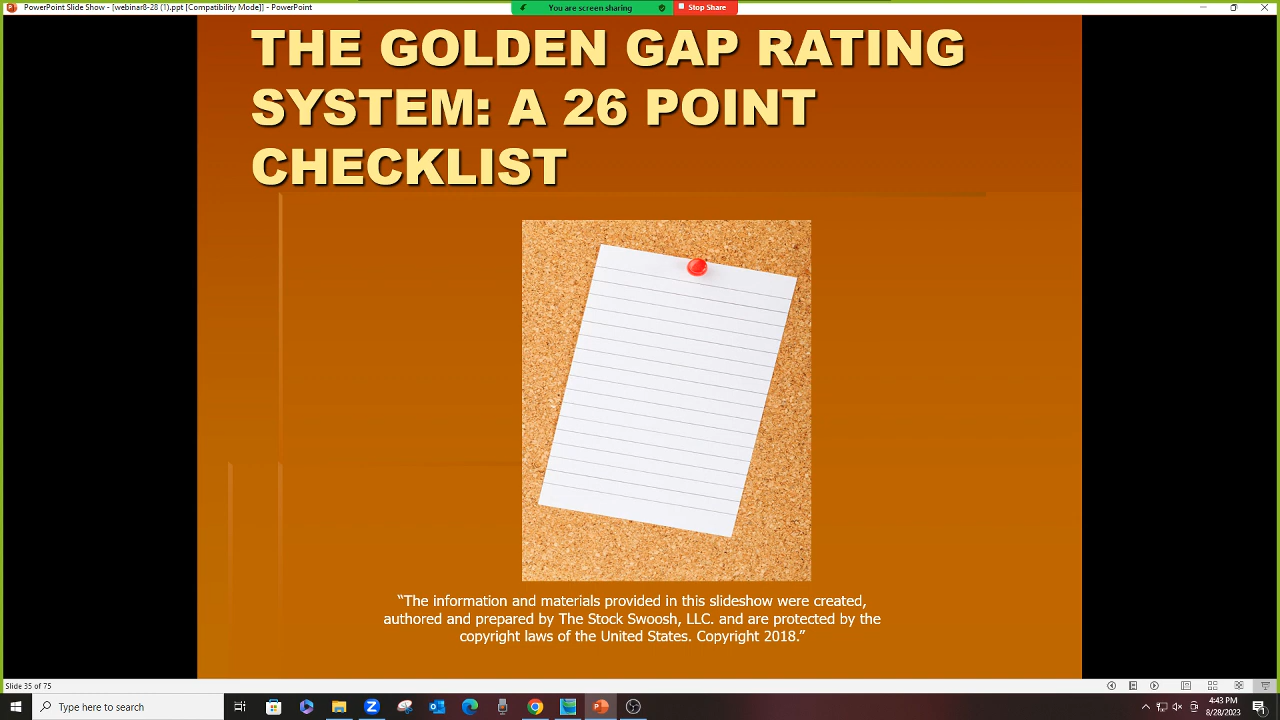 PowerPoint Slide Show - [webinar8-28 (1).ppt [Compatibility Mode]] - PowerPoint
You are screen sharing
Stop Share
THE GOLDEN GAP RATING
SYSTEM: A 26 POINT
CHECKLIST
“The information and materials provided in this slideshow were created,
authored and prepared by The Stock Swoosh, LLC. and are protected by the
copyright laws of the United States. Copyright 2018.”
Slide 35 of 75
Type here to search
4:43 PM
8/28/2023